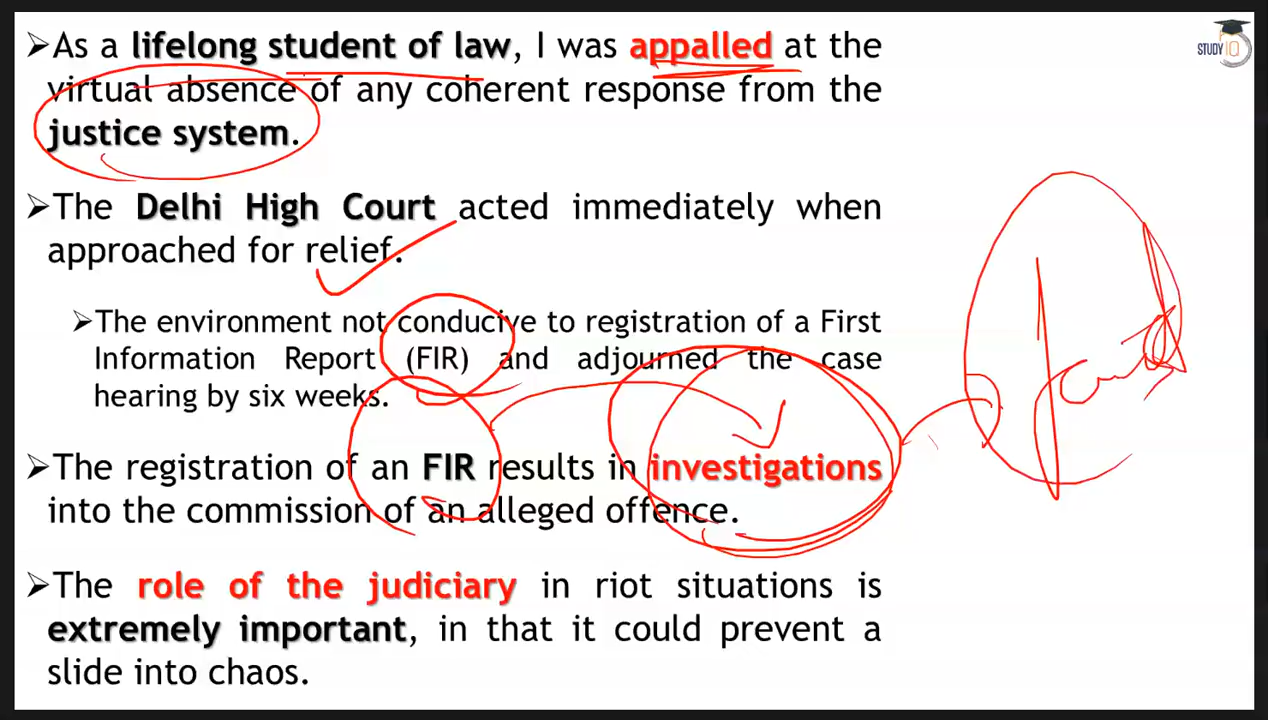 ➢As a lifelong student of law, I was appalled at the
virtual absence of any coherent response from the
justice system.
➢The Delhi High Court acted immediately when
approached for relief.
➢The environment not conducive to registration of a First
Information Report (FIR) and adjourned the case
hearing by six weeks.
➢The registration of an FIR results in investigations
into the commission of an alleged offence.
➢The role of the judiciary in riot situations is
extremely important, in that it could prevent a
slide into chaos.
STUDY IQ